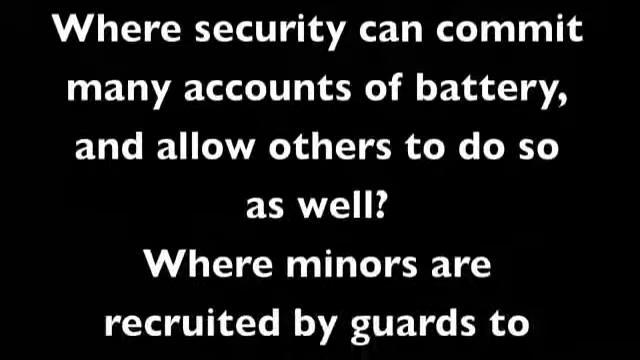 Where security can commit
many accounts of battery,
and allow others to do so
as well?
Where minors are
recruited by guards to